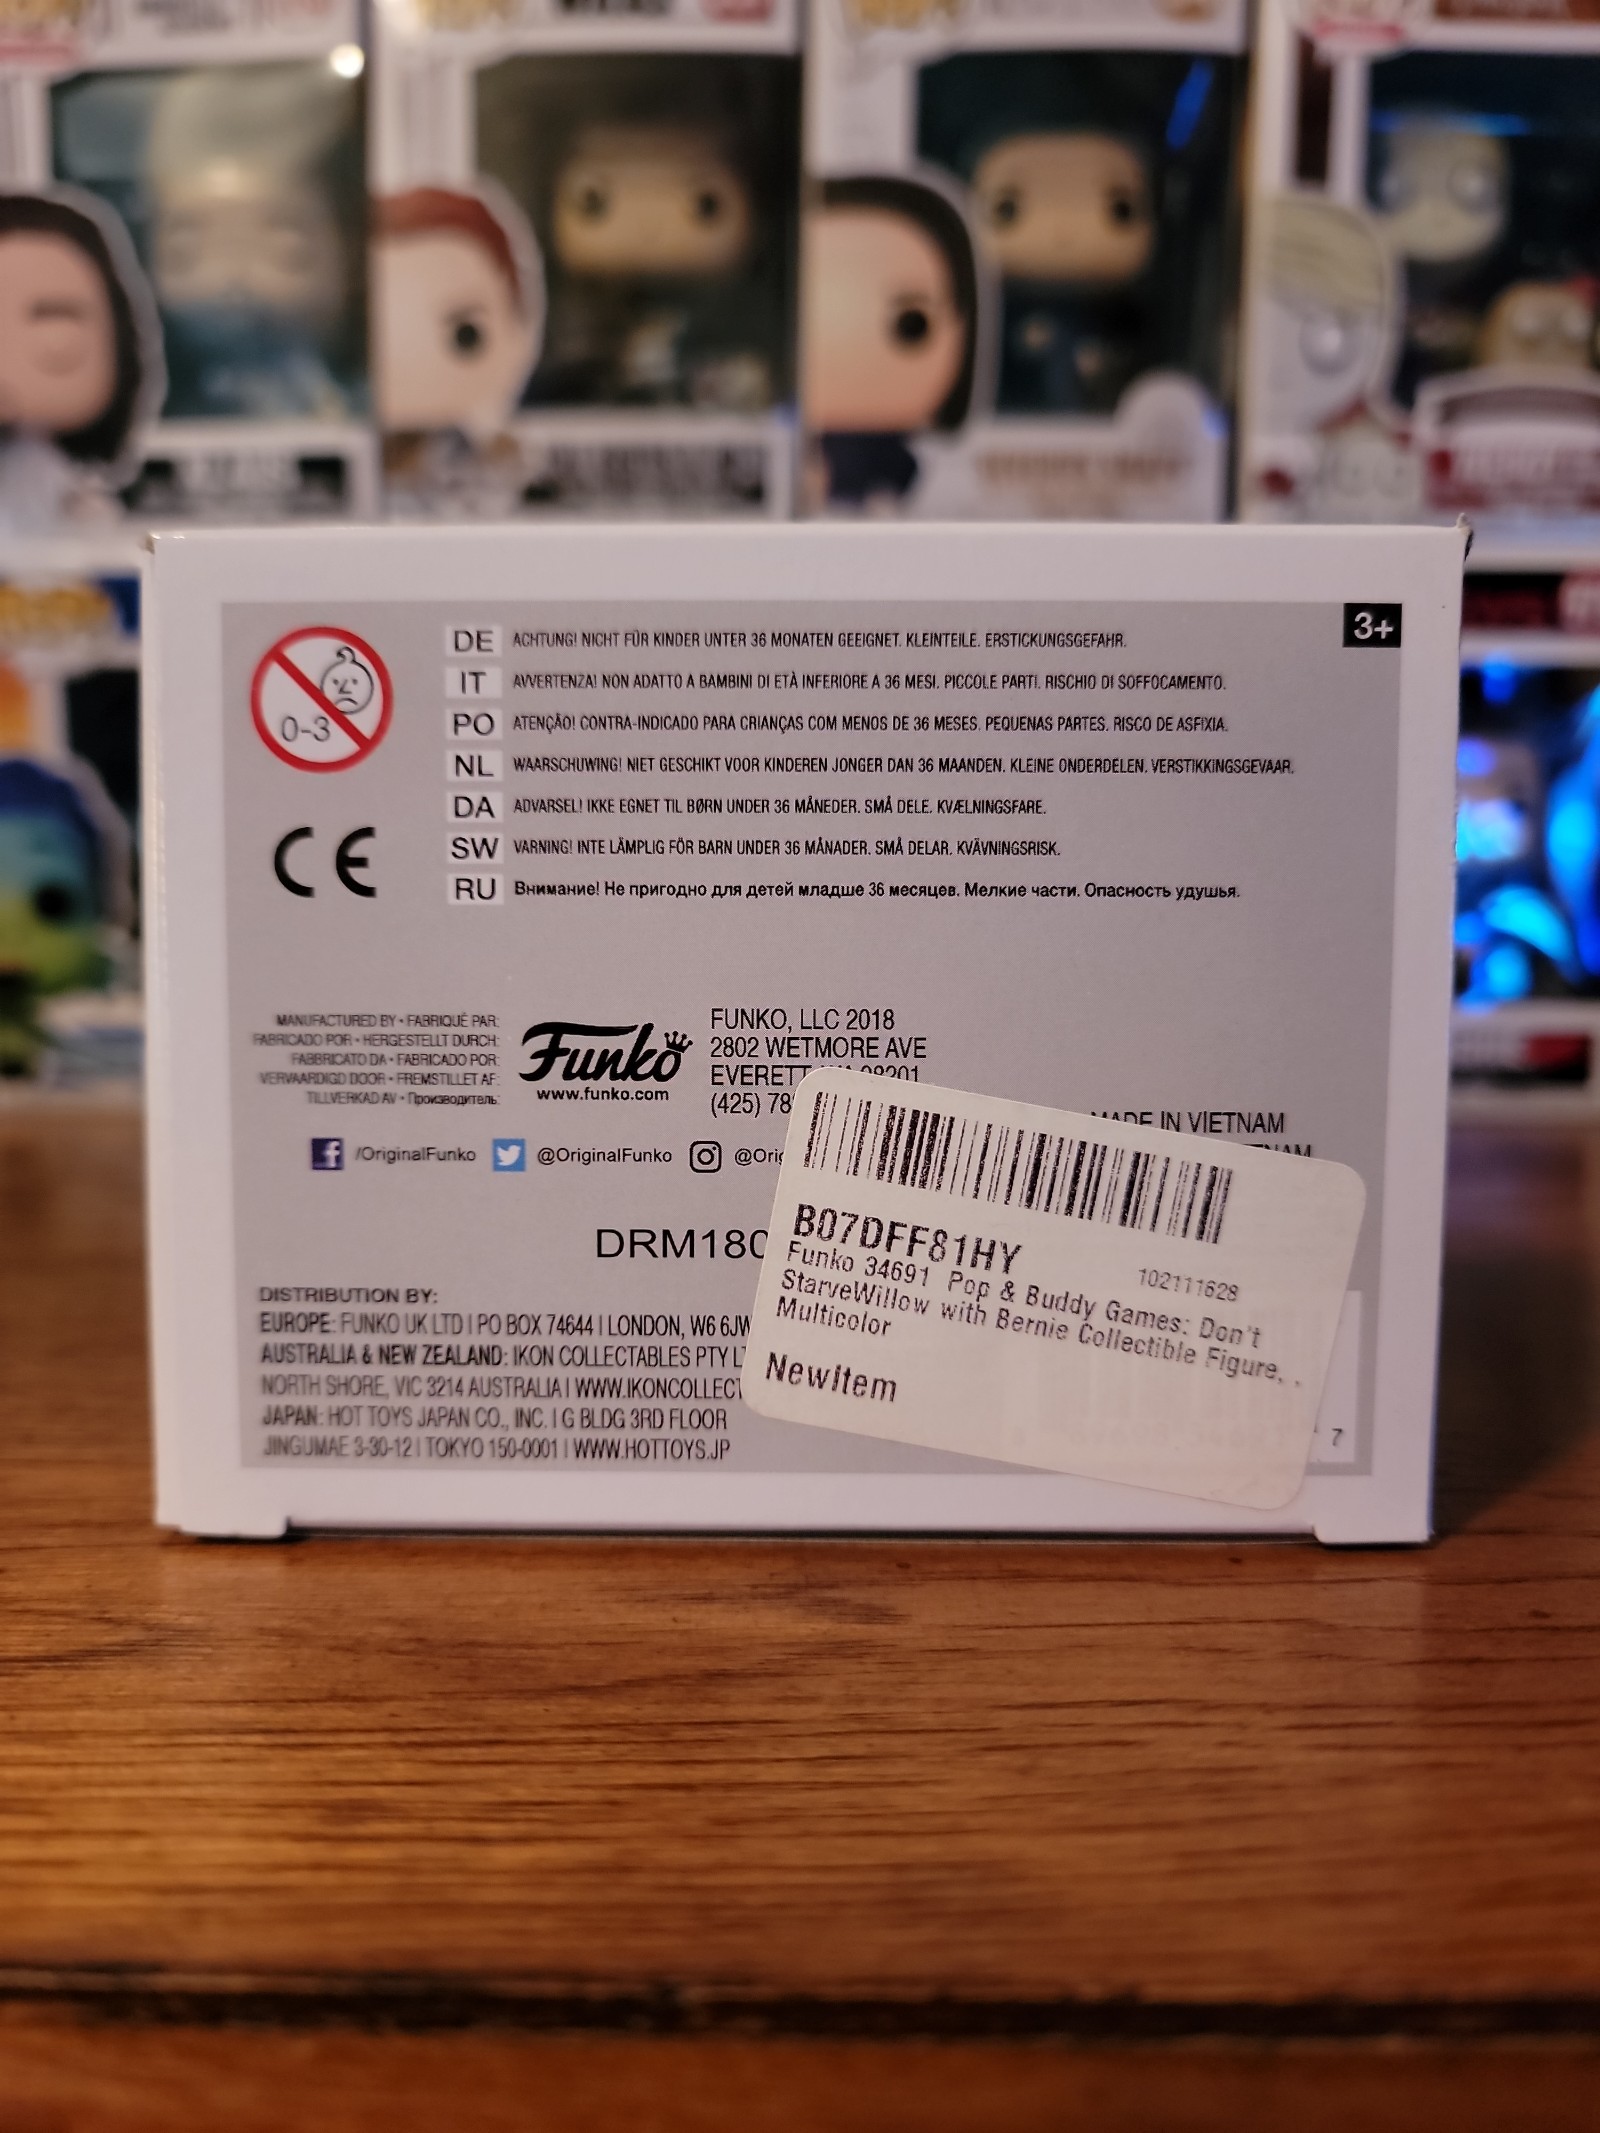 3+
0-3
DE ACHTUNG! NICHT FÜR KINDER UNTER 36 MONATEN GEEIGNET. KLEINTEILE. ERSTICKUNGSGEFAHR.
IT AVVERTENZA! NON ADATTO A BAMBINI DI ETÀ INFERIORE A 36 MESI. PICCOLE PARTI. RISCHIO DI SOFFOCAMENTO.
PO ATENÇÃO! CONTRA-INDICADO PARA CRIANÇAS COM MENOS DE 36 MESES. PEQUENAS PARTES. RISCO DE ASFIXIA.
NL WAARSCHUWING! NIET GESCHIKT VOOR KINDEREN JONGER DAN 36 MAANDEN. KLEINE ONDERDELEN. VERSTIKKINGSGEVAAR.
DA ADVARSEL! IKKE EGNET TIL BØRN UNDER 36 MÅNEDER. SMÅ DELE. KVÆLNINGSFARE.
SW VARNING! INTE LÄMPLIG FÖR BARN UNDER 36 MÅNADER. SMÅ DELAR. KVÄVNINGSRISK.
RU Внимание! Не пригодно для детей младше 36 месяцев. Мелкие части. Опасность удушья.
CE
MANUFACTURED BY • FABRIQUÉ PAR:
FABRICADO POR • HERGESTELLT DURCH:
FABBRICATO DA • FABRICADO POR:
VERVAARDIGD DOOR • FREMSTILLET AF:
TILLVERKAD AV • Производитель:
Funko
www.funko.com
FUNKO, LLC 2018
2802 WETMORE AVE
EVERETT 98201
(425) 78
MADE IN VIETNAM
/OriginalFunko @OriginalFunko @Orig
DRM180
DISTRIBUTION BY:
EUROPE: FUNKO UK LTD | PO BOX 74644 | LONDON, W6 6JW
AUSTRALIA & NEW ZEALAND: IKON COLLECTABLES PTY L
NORTH SHORE, VIC 3214 AUSTRALIA | WWW.IKONCOLLECT
JAPAN: HOT TOYS JAPAN CO., INC. | G BLDG 3RD FLOOR
JINGUMAE 3-30-12 | TOKYO 150-0001 | WWW.HOTTOYS.JP
B07DFF81HY
102111628
Funko 34691 Pop & Buddy Games: Don't
StarveWillow with Bernie Collectible Figure, .
Multicolor
NewItem
7